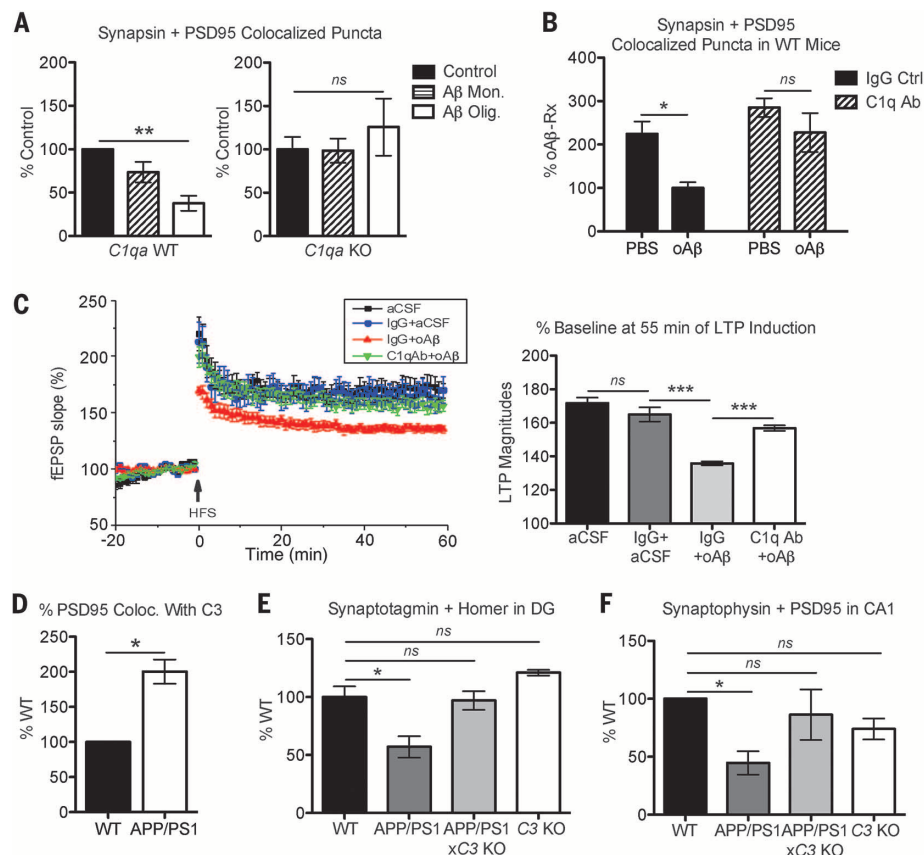 A
Synapsin + PSD95 Colocalized Puncta
% Control
150
100
50
0
**
C1qa WT
% Control
150
100
50
0
ns
C1qa KO
Control
Aβ Mon.
Aβ Olig.
B
Synapsin + PSD95
Colocalized Puncta in WT Mice
% oAβ-Rx
400
300
200
100
0
*
ns
PBS oAβ PBS oAβ
IgG Ctrl
C1q Ab
C
fEPSP slope (%)
250
200
150
100
50
-20 0 20 40 60
HFS
Time (min)
aCSF
IgG+aCSF
IgG+oAβ
C1qAb+oAβ
% Baseline at 55 min of LTP Induction
LTP Magnitudes
180
160
140
120
100
ns
***
***
aCSF IgG+ IgG C1q Ab
aCSF +oAβ +oAβ
D
% PSD95 Coloc. With C3
% WT
250
200
150
100
50
0
*
WT APP/PS1
E
Synaptotagmin + Homer in DG
% WT
150
100
50
0
ns
ns
*
WT APP/PS1 APP/PS1 C3 KO
xC3 KO
F
Synaptophysin + PSD95 in CA1
% WT
150
100
50
0
ns
ns
*
WT APP/PS1 APP/PS1 C3 KO
xC3 KO